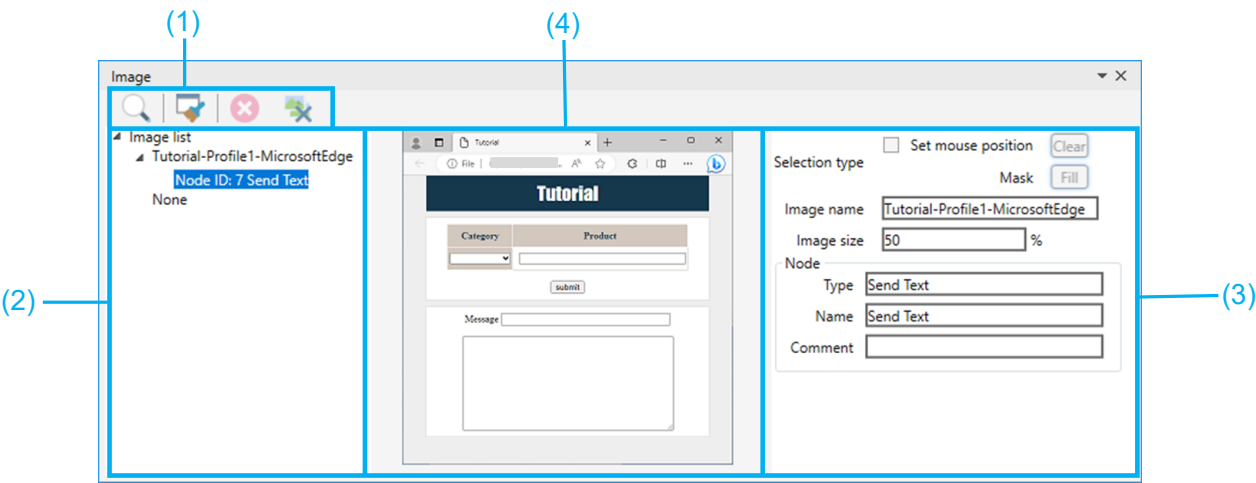 (1)
(4)
Image
Image list
Tutorial-Profile1-MicrosoftEdge
Node ID: 7 Send Text
None
(2)
Tutorial
File
Tutorial
Category Product
submit
Message
Set mouse position Clear
Selection type
Mask Fill
Image name Tutorial-Profile1-MicrosoftEdge
Image size 50 %
Node
Type Send Text
Name Send Text
Comment
(3)